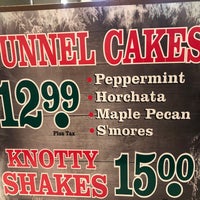 UNNEL CAKES
12.99
Plus Tax
• Peppermint
• Horchata
• Maple Pecan
• S'mores
KNOTTY
SHAKES
15.00